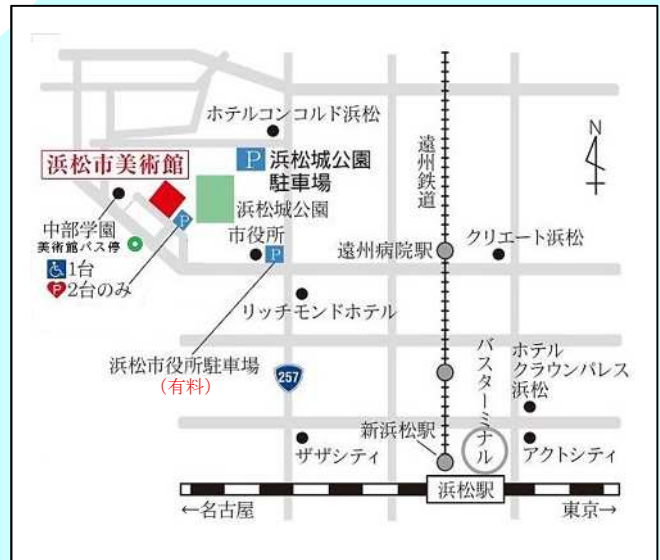 ホテルコンコルド浜松
P 浜松城公園
駐車場
浜松市美術館
浜松城公園
中部学園
美術館バス停
1台
P 2台のみ
P
市役所
P
リッチモンドホテル
浜松市役所駐車場
(有料)
257
遠州鉄道
N
遠州病院駅
クリエート浜松
バスターミナル
ホテル
クラウンパレス
浜松
新浜松駅
ザザシティ
アクトシティ
浜松駅
←名古屋
東京→